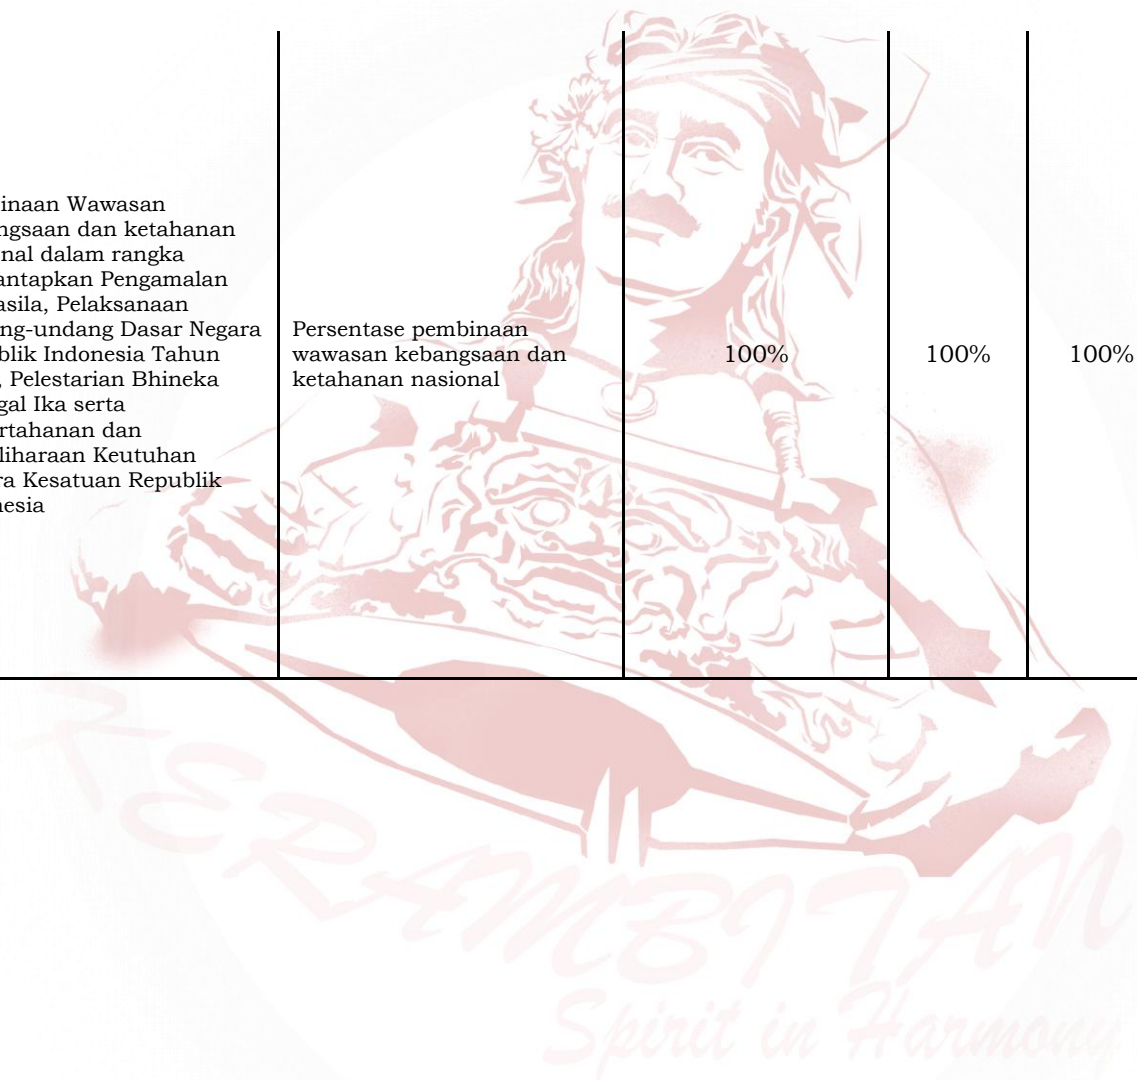 inaan Wawasan
ngsaan dan ketahanan
nal dalam rangka
antapkan Pengamalan
asila, Pelaksanaan
ng-undang Dasar Negara
blik Indonesia Tahun
, Pelestarian Bhineka
gal Ika serta
rtahanan dan
liharaan Keutuhan
ra Kesatuan Republik
nesia
Persentase pembinaan
wawasan kebangsaan dan
ketahanan nasional
100%
100%
100%
KERAMBITAN
Spirit in Harmony